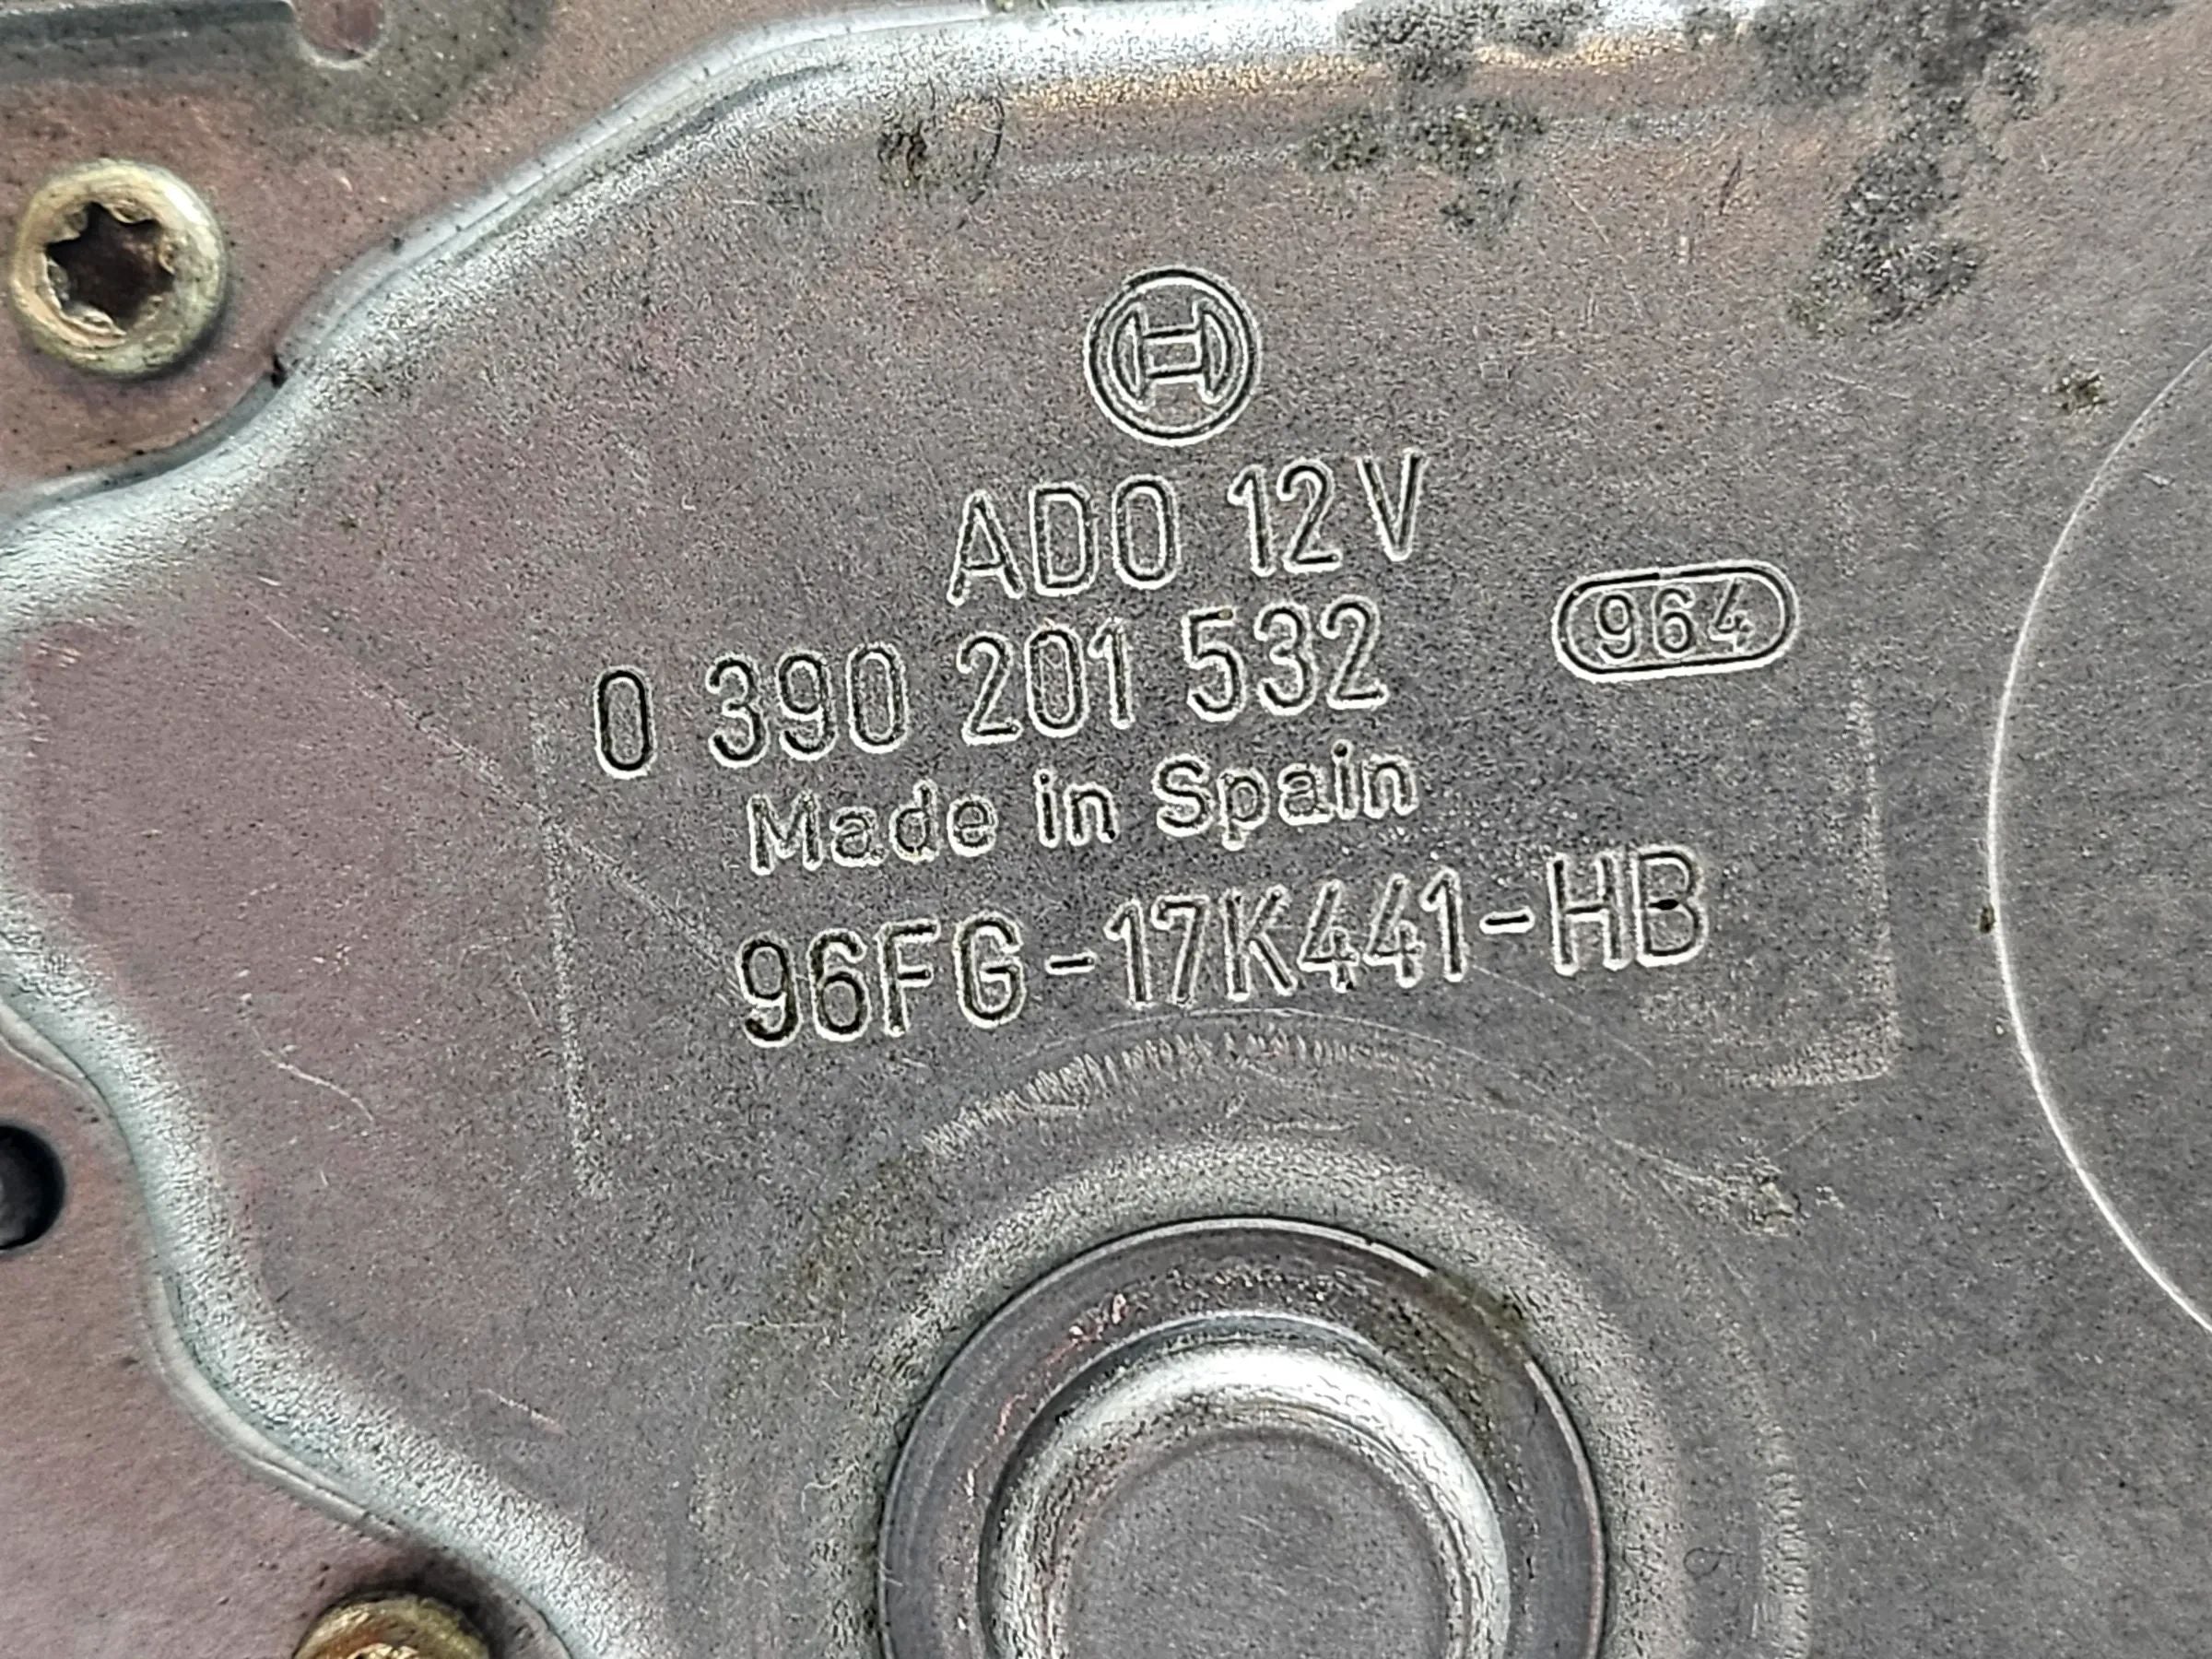 ADO 12V
0 390 201 532
964
Made in Spain
96FG-17K441-HB